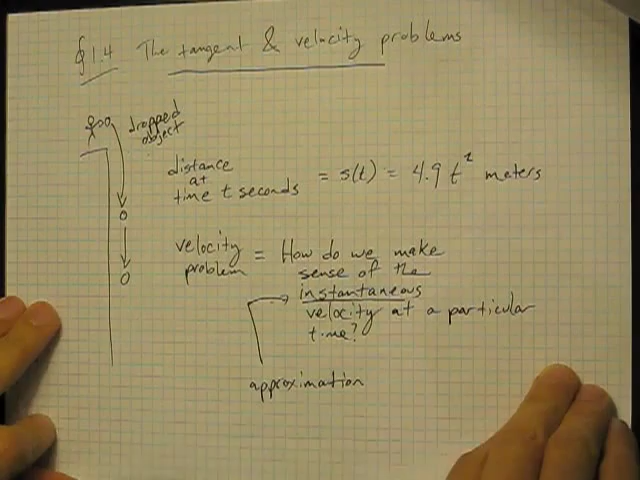 §1.4 The tangent & velocity problems
dropped
object
distance
at
time t seconds
= s(t) = 4.9 t² meters
velocity
problem
= How do we make
sense of the
instantaneous
velocity at a particular
time?
approximation